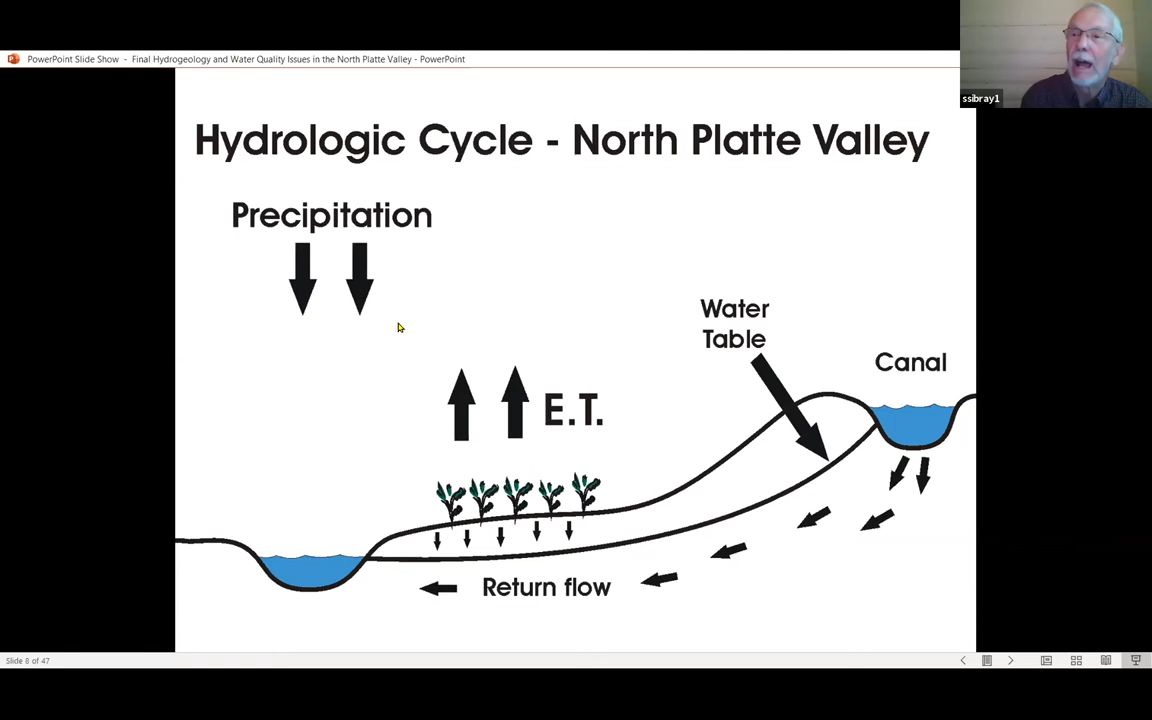 PowerPoint Slide Show - Final Hydrogeology and Water Quality Issues in the North Platte Valley - PowerPoint
ssibray1
Hydrologic Cycle - North Platte Valley
Precipitation
Water
Table
Canal
E.T.
Return flow
Slide 8 of 47